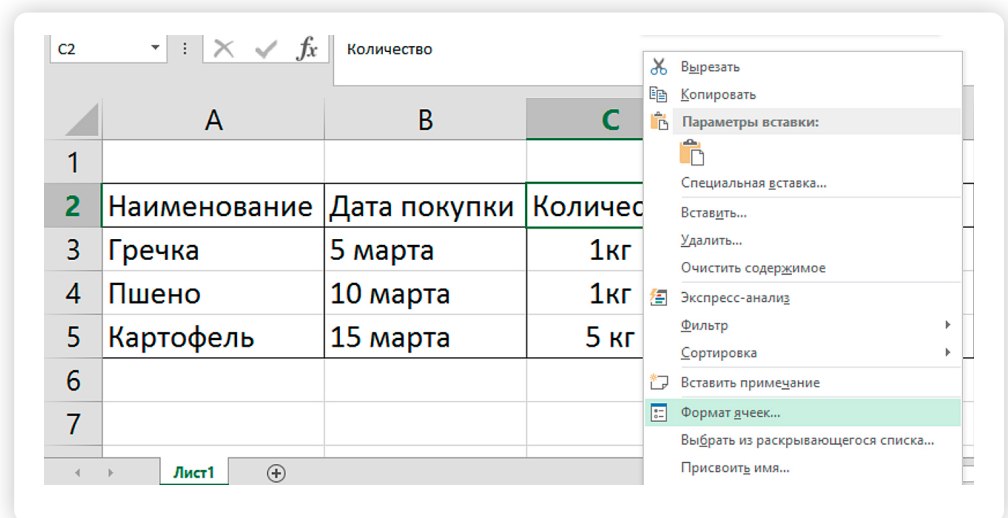 C2 fx Количество
A B C
1
2 Наименование Дата покупки Количес
3 Гречка 5 марта 1кг
4 Пшено 10 марта 1кг
5 Картофель 15 марта 5 кг
6
7
Лист1
Вырезать
Копировать
Параметры вставки:
Специальная вставка...
Вставить...
Удалить...
Очистить содержимое
Экспресс-анализ
Фильтр
Сортировка
Вставить примечание
Формат ячеек...
Выбрать из раскрывающегося списка...
Присвоить имя...